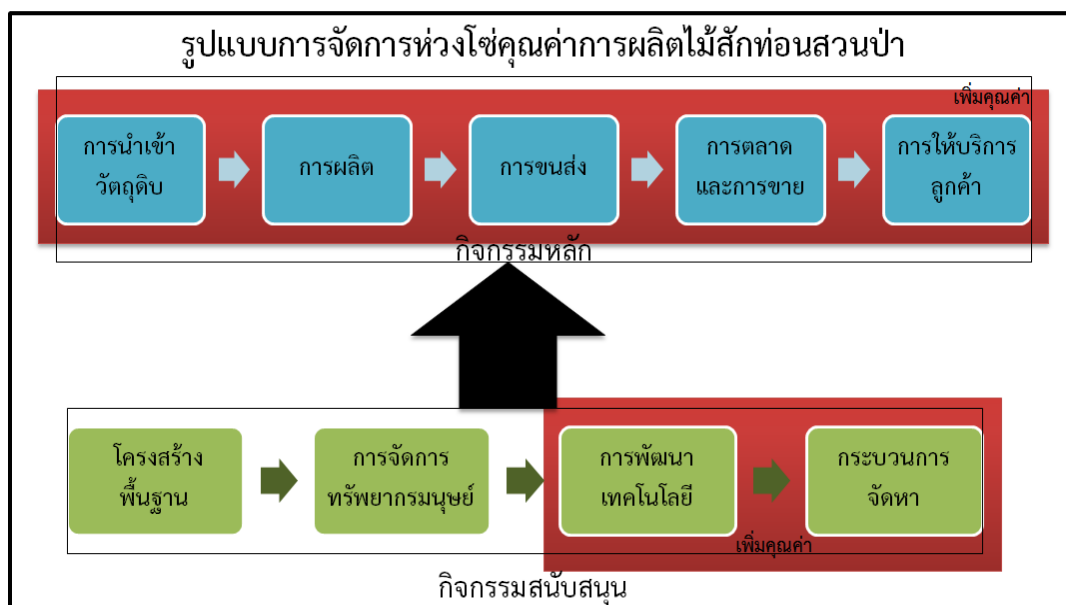 รูปแบบการจัดการห่วงโซ่คุณค่าการผลิตไม้สักท่อนสวนป่า
เพิ่มคุณค่า
การนำเข้า
วัตถุดิบ
การผลิต
การขนส่ง
การตลาด
และการขาย
การให้บริการ
ลูกค้า
กิจกรรมหลัก
โครงสร้าง
พื้นฐาน
การจัดการ
ทรัพยากรมนุษย์
การพัฒนา
เทคโนโลยี
กระบวนการ
จัดหา
เพิ่มคุณค่า
กิจกรรมสนับสนุน